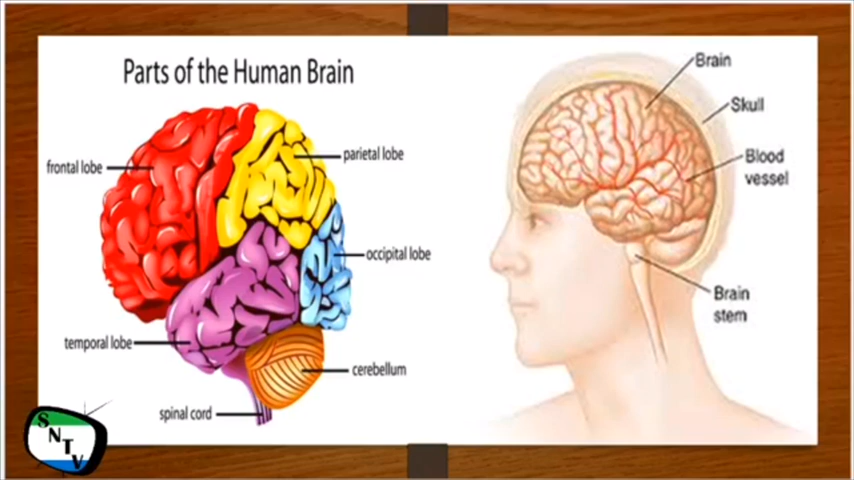 Parts of the Human Brain
frontal lobe
parietal lobe
occipital lobe
temporal lobe
cerebellum
spinal cord
Brain
Skull
Blood
vessel
Brain
stem
SNTV